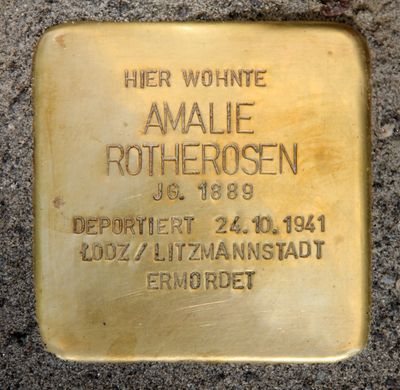 HIER WOHNTE
AMALIE
ROTHEROSEN
JG. 1889
DEPORTIERT 24.10.1941
ŁODZ/LITZMANNSTADT
ERMORDET